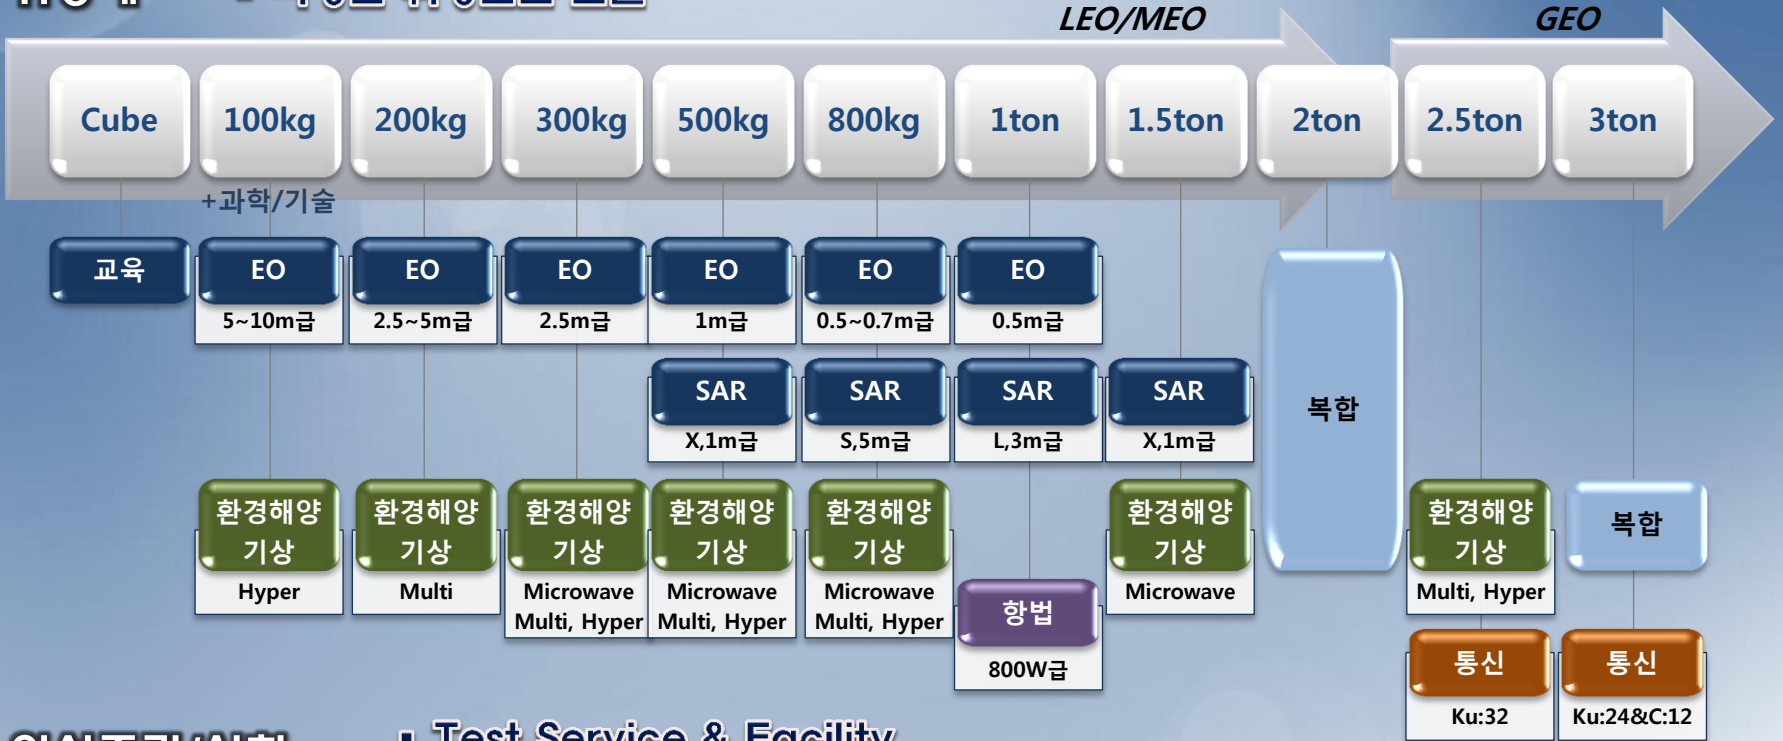 LEO/MEO
GEO
Cube
100kg
200kg
300kg
500kg
800kg
1ton
1.5ton
2ton
2.5ton
3ton
+과학/기술
교육
EO
EO
EO
EO
EO
EO
5~10m급
2.5~5m급
2.5m급
1m급
0.5~0.7m급
0.5m급
SAR
SAR
SAR
SAR
복합
X,1m급
S,5m급
L,3m급
X,1m급
환경해양
기상
환경해양
기상
환경해양
기상
환경해양
기상
환경해양
기상
환경해양
기상
환경해양
기상
복합
Hyper
Multi
Microwave
Multi, Hyper
Microwave
Multi, Hyper
Microwave
Multi, Hyper
Microwave
Multi, Hyper
항법
800W급
통신
통신
Ku:32
Ku:24&C:12
Test Service & Facility